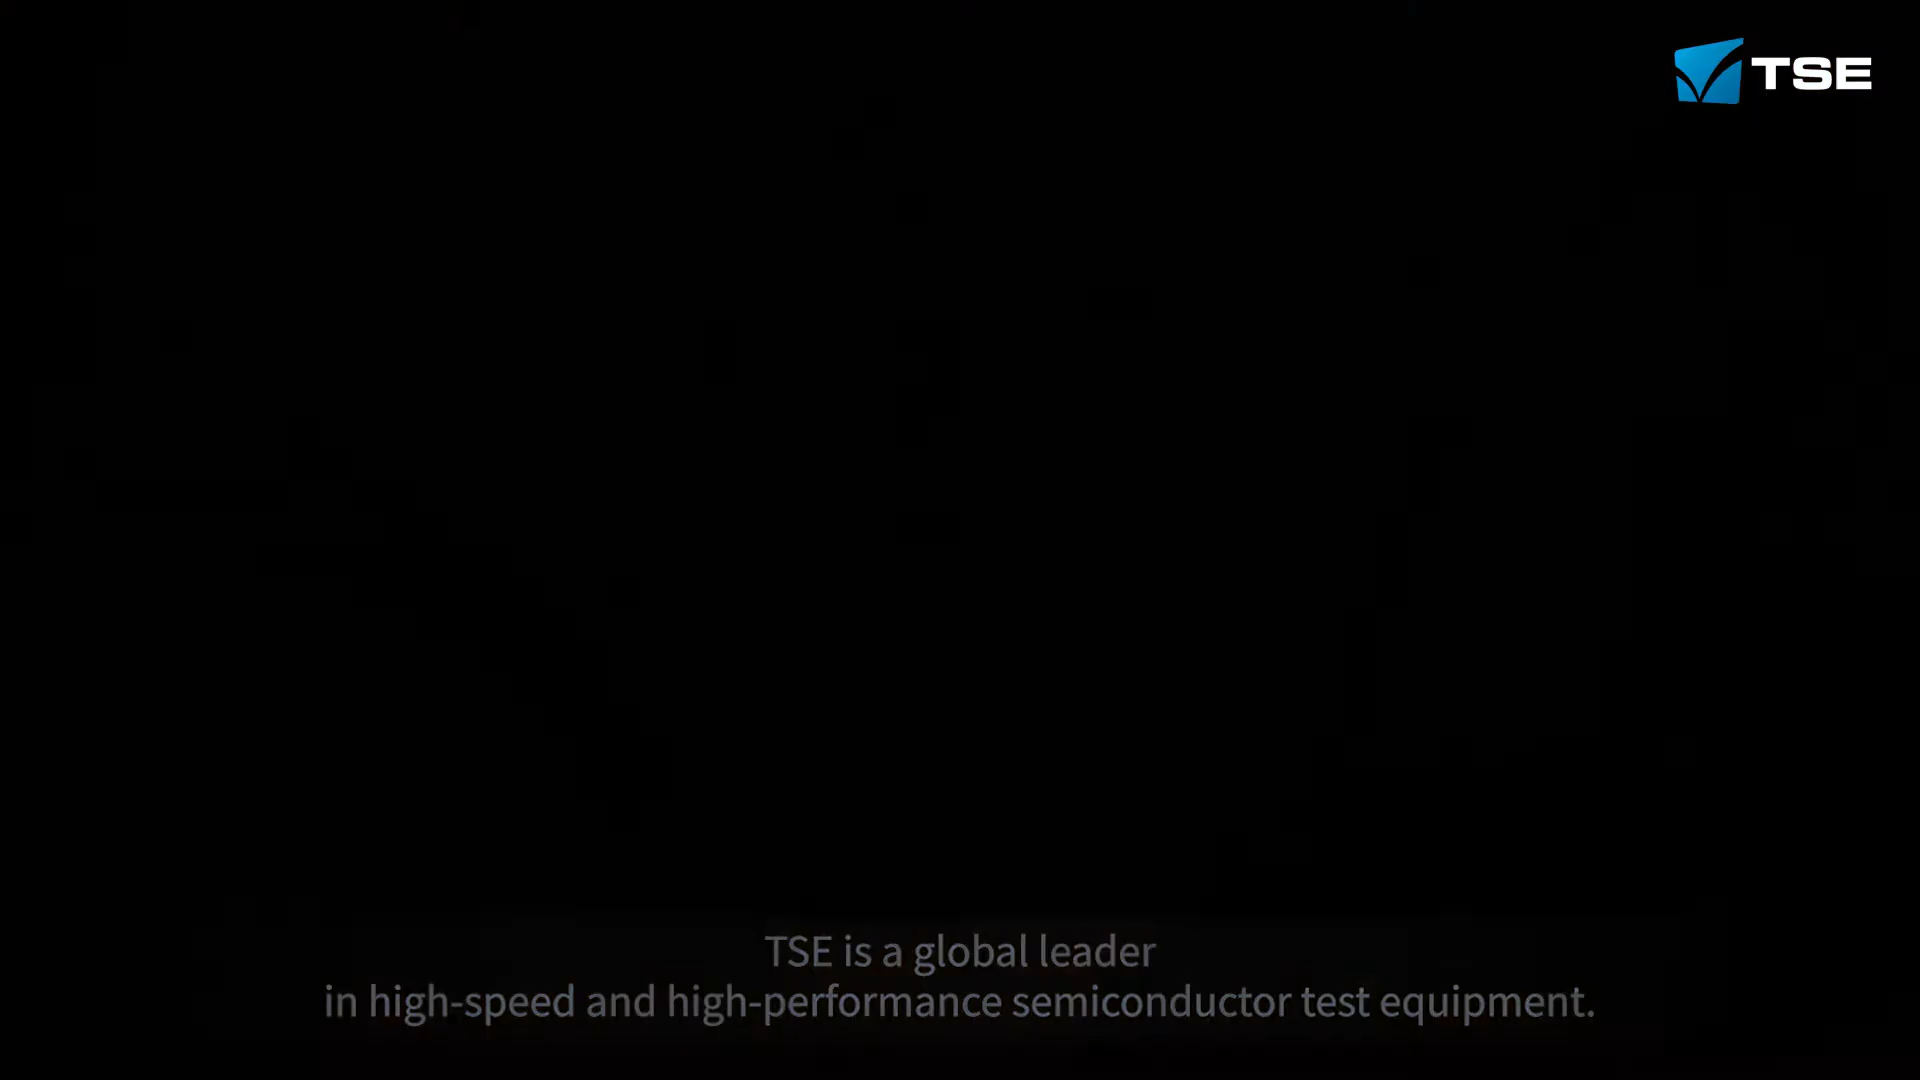 TSE
TSE is a global leader
in high-speed and high-performance semiconductor test equipment.